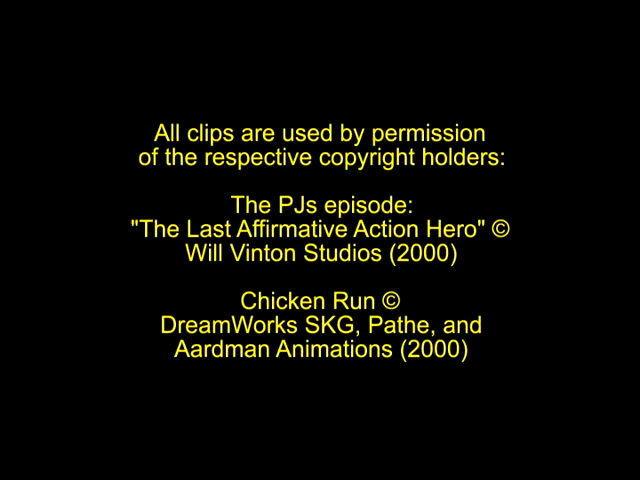 All clips are used by permission
of the respective copyright holders:
The PJs episode:
"The Last Affirmative Action Hero" ©
Will Vinton Studios (2000)
Chicken Run ©
DreamWorks SKG, Pathe, and
Aardman Animations (2000)